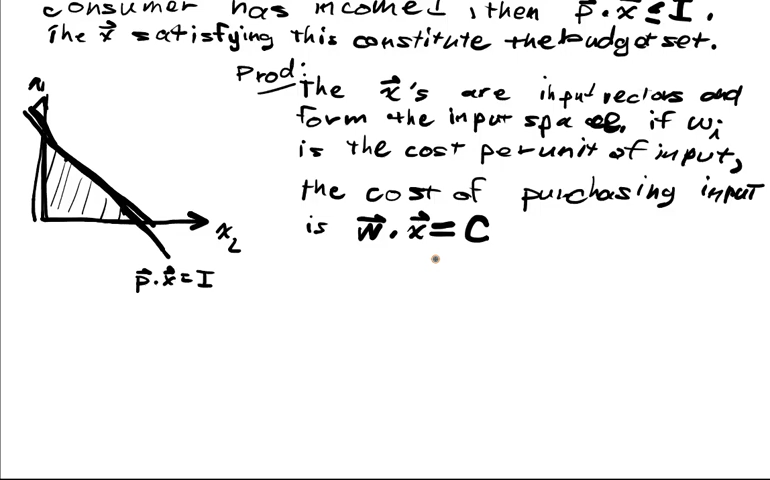 consumer has income I, then p⃗·x⃗ ≤ I.
The x⃗ satisfying this constitute the budget set.
Prod:
The x⃗'s are input vectors and
form the input space. if wᵢ
is the cost per unit of input,
the cost of purchasing input
is w⃗·x⃗ = C
x₂
p⃗·x⃗ = I